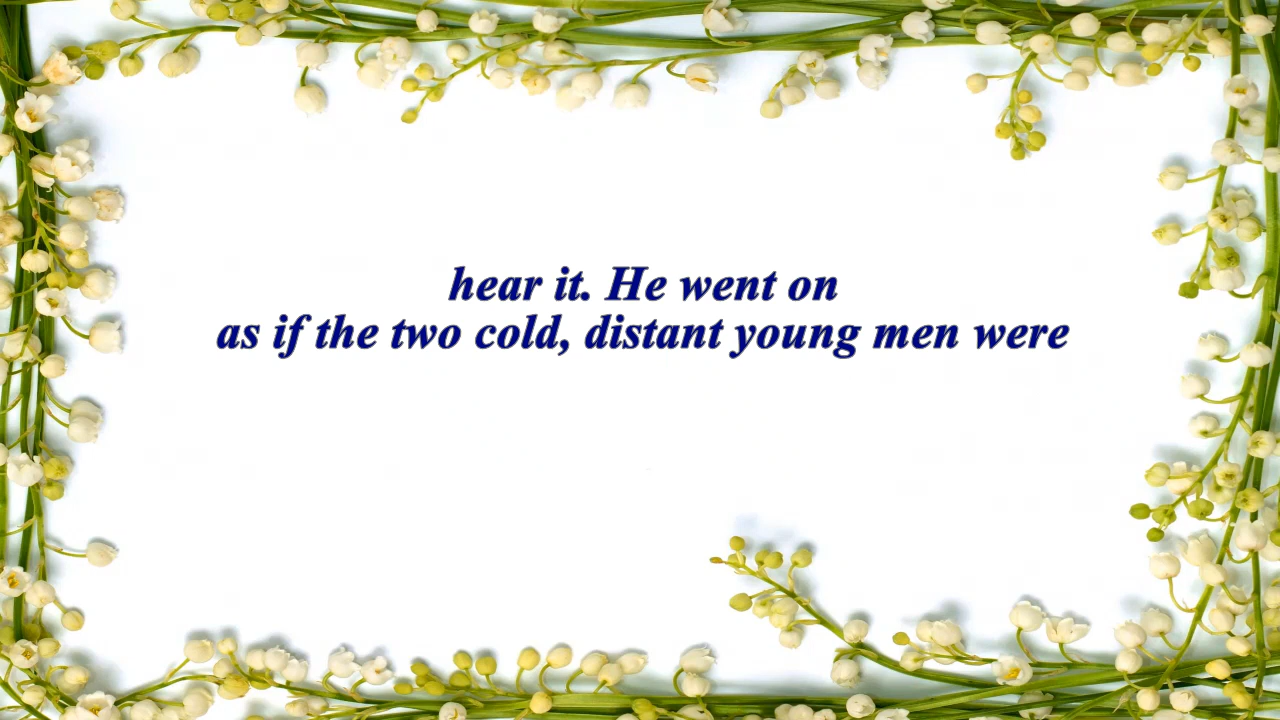 hear it. He went on
as if the two cold, distant young men were